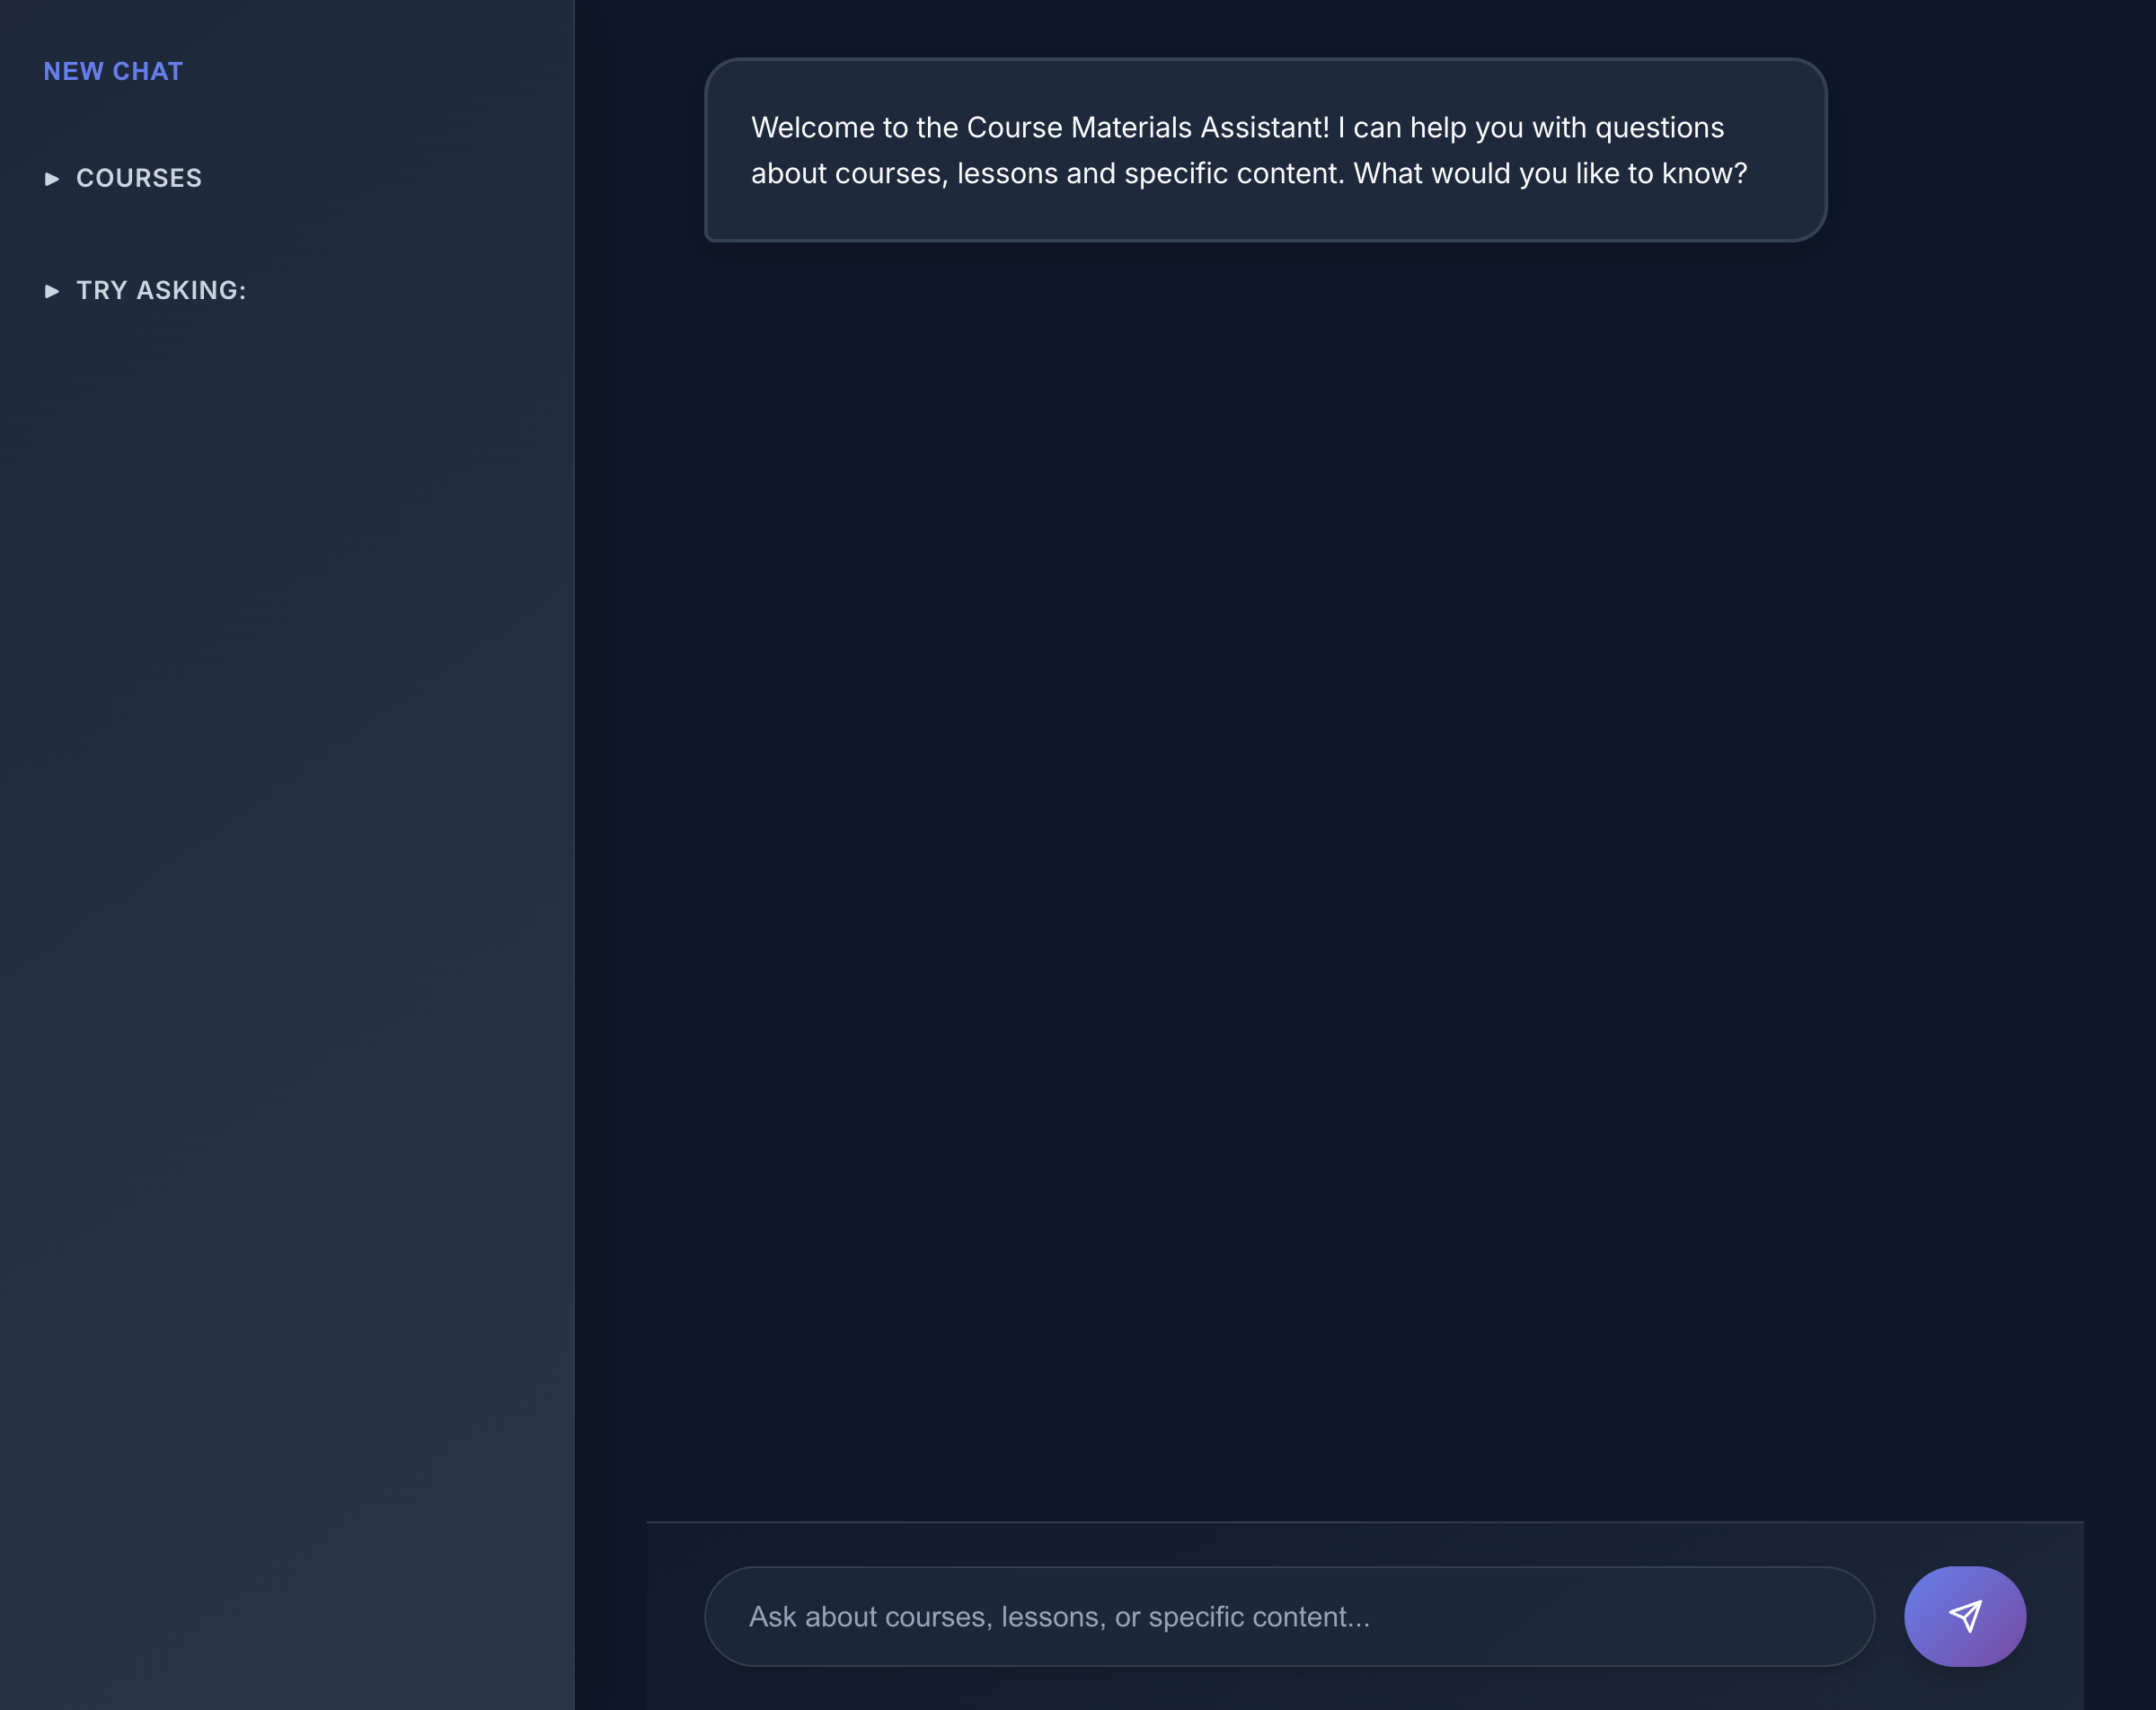 NEW CHAT
COURSES
TRY ASKING:
Welcome to the Course Materials Assistant! I can help you with questions
about courses, lessons and specific content. What would you like to know?
Ask about courses, lessons, or specific content...